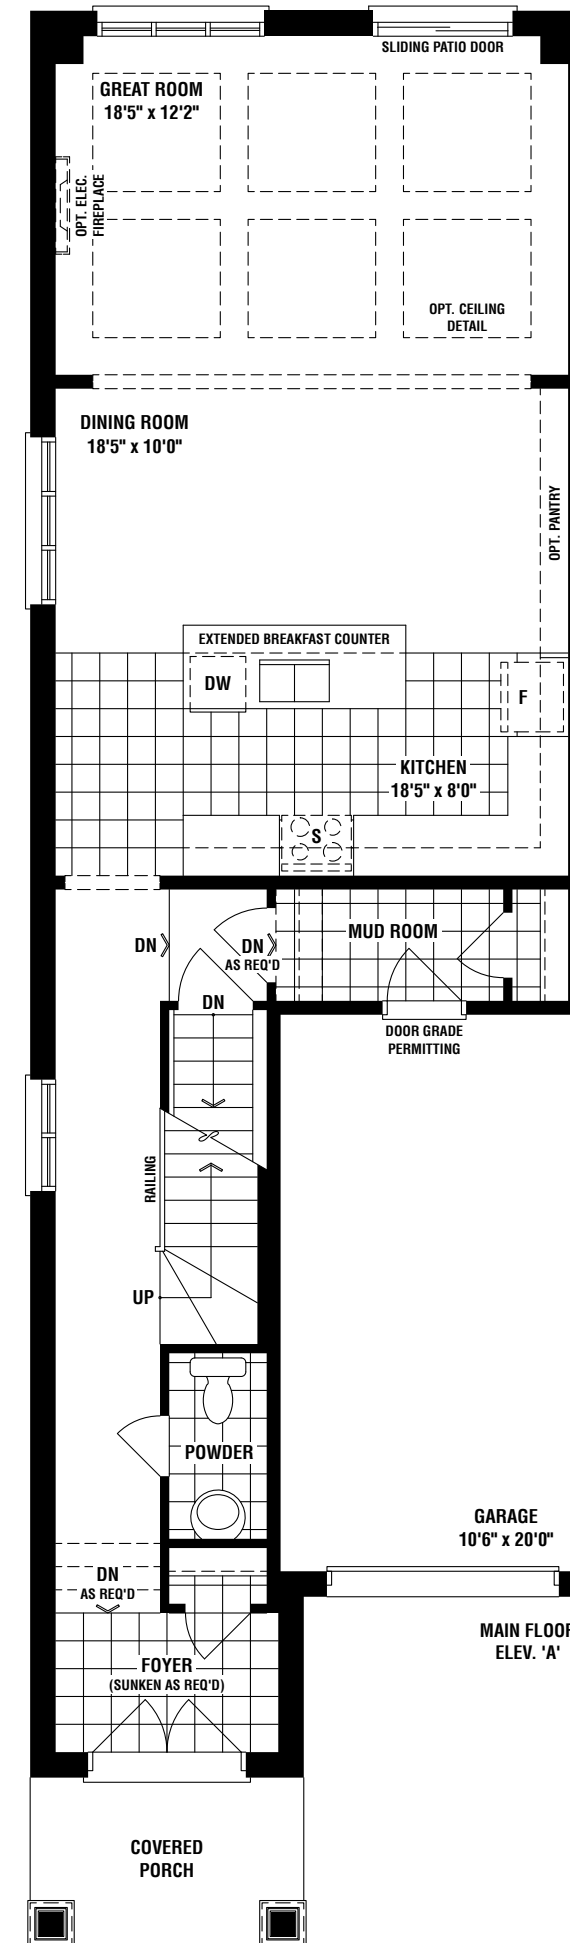 SLIDING PATIO DOOR
GREAT ROOM
18'5" x 12'2"
OPT. ELEC.
FIREPLACE
OPT. CEILING
DETAIL
DINING ROOM
18'5" x 10'0"
OPT. PANTRY
EXTENDED BREAKFAST COUNTER
DW
F
KITCHEN
18'5" x 8'0"
S
DN
DN
AS REQ'D
MUD ROOM
DN
DOOR GRADE
PERMITTING
RAILING
UP
POWDER
GARAGE
10'6" x 20'0"
DN
AS REQ'D
MAIN FLOOR
ELEV. 'A'
FOYER
(SUNKEN AS REQ'D)
COVERED
PORCH